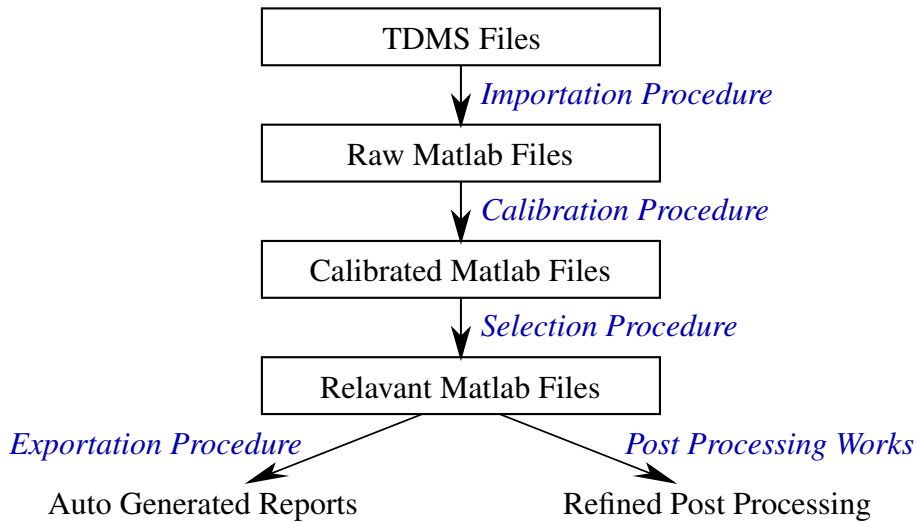 TDMS Files
Importation Procedure
Raw Matlab Files
Calibration Procedure
Calibrated Matlab Files
Selection Procedure
Relavant Matlab Files
Exportation Procedure
Post Processing Works
Auto Generated Reports
Refined Post Processing